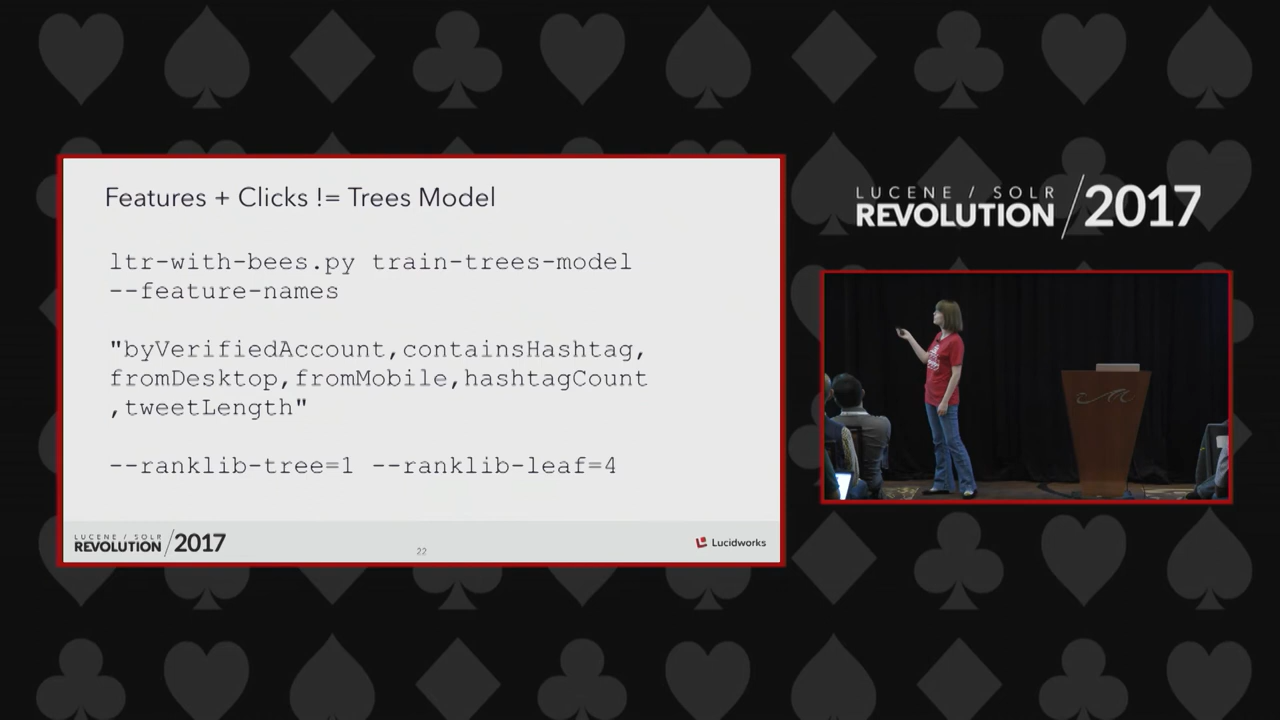 Features + Clicks != Trees Model
ltr-with-bees.py train-trees-model
--feature-names
"byVerifiedAccount,containsHashtag,
fromDesktop,fromMobile,hashtagCount
,tweetLength"
--ranklib-tree=1 --ranklib-leaf=4
LUCENE / SOLR
REVOLUTION / 2017
22
Lucidworks
LUCENE / SOLR
REVOLUTION / 2017